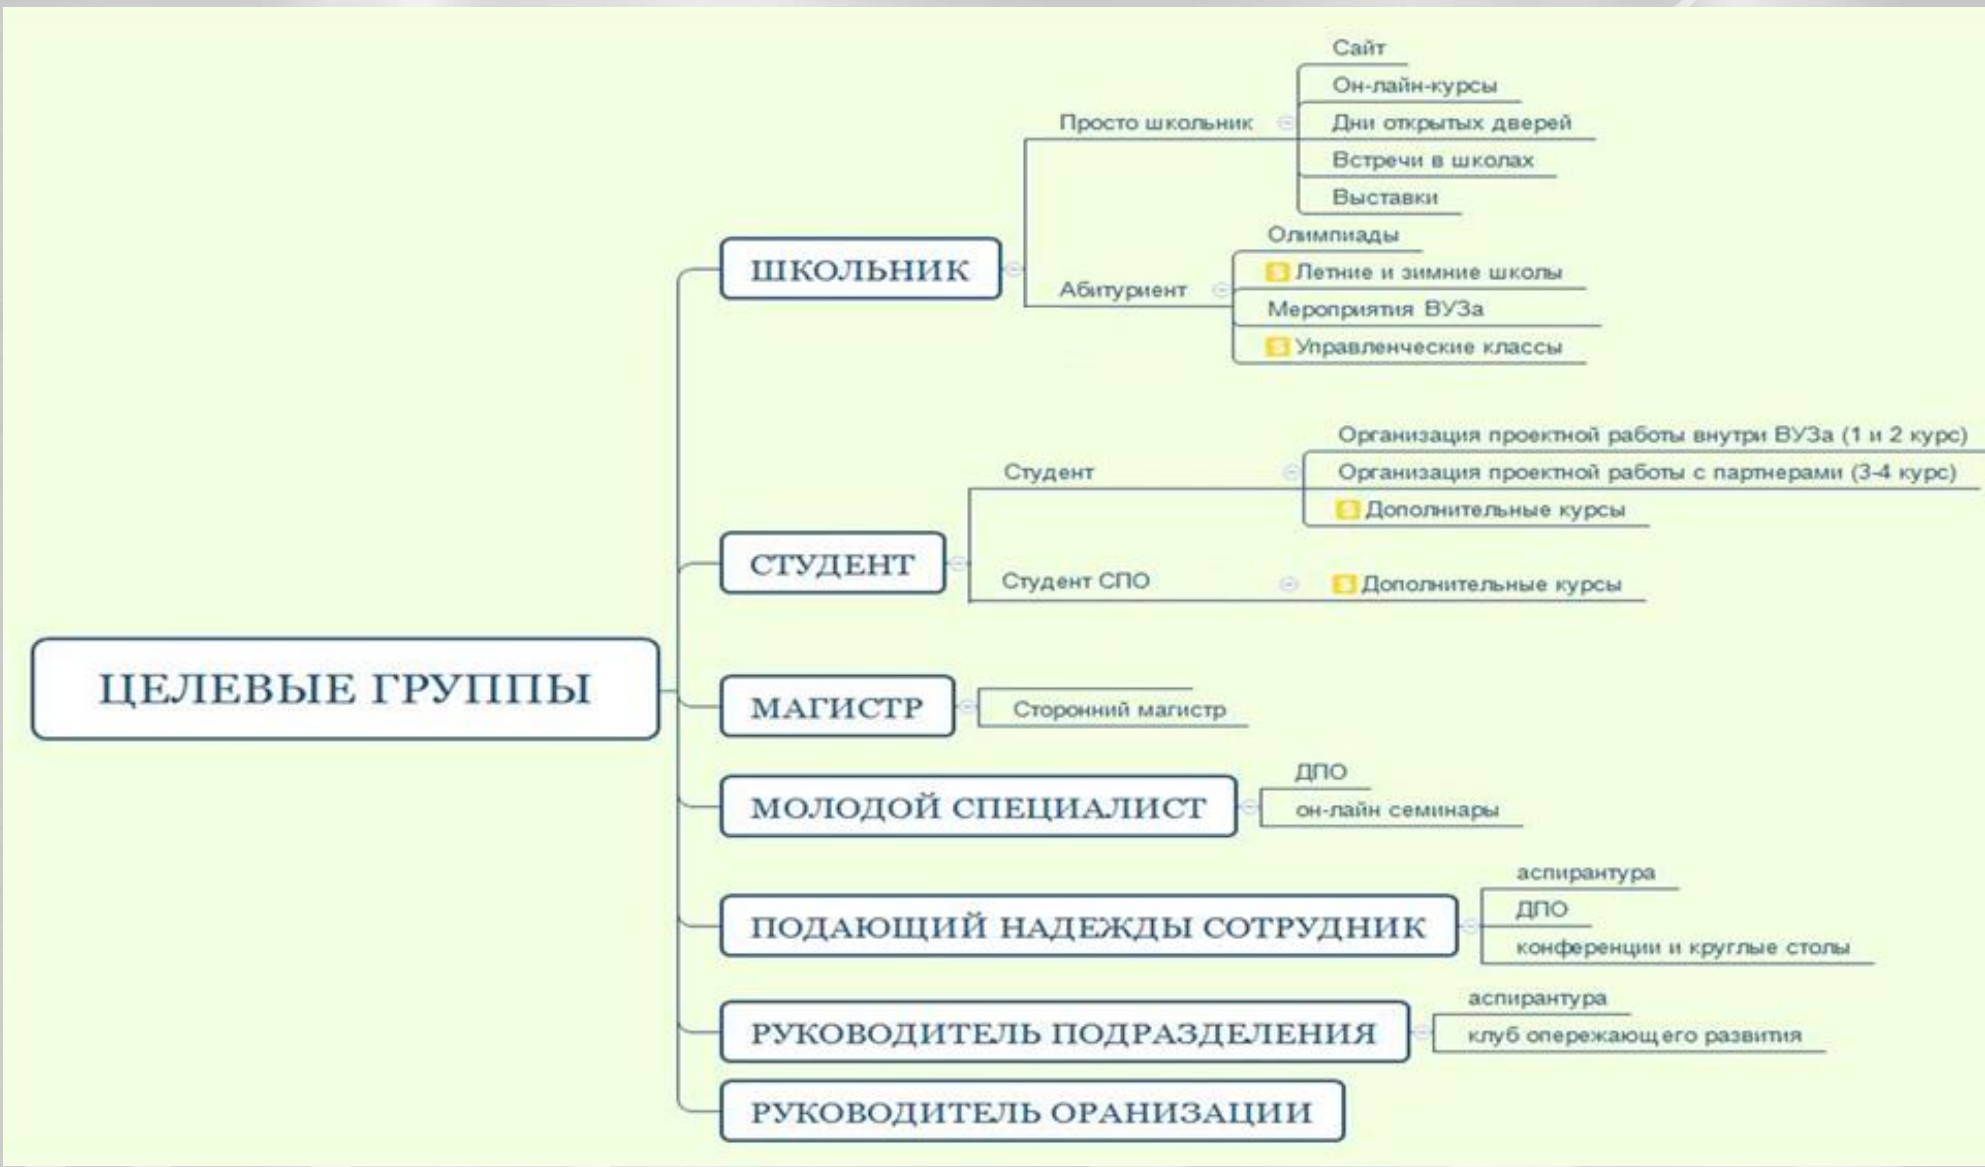 ЦЕЛЕВЫЕ ГРУППЫ
ШКОЛЬНИК
Просто школьник
Сайт
Он-лайн-курсы
Дни открытых дверей
Встречи в школах
Выставки
Абитуриент
Олимпиады
$ Летние и зимние школы
Мероприятия ВУЗа
$ Управленческие классы
СТУДЕНТ
Студент
Организация проектной работы внутри ВУЗа (1 и 2 курс)
Организация проектной работы с партнерами (3-4 курс)
$ Дополнительные курсы
Студент СПО
$ Дополнительные курсы
МАГИСТР
Сторонний магистр
МОЛОДОЙ СПЕЦИАЛИСТ
ДПО
он-лайн семинары
ПОДАЮЩИЙ НАДЕЖДЫ СОТРУДНИК
аспирантура
ДПО
конференции и круглые столы
РУКОВОДИТЕЛЬ ПОДРАЗДЕЛЕНИЯ
аспирантура
клуб опережающего развития
РУКОВОДИТЕЛЬ ОРАНИЗАЦИИ